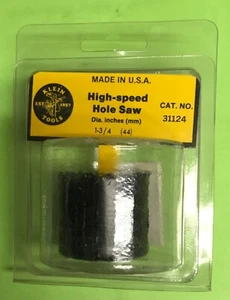 MADE IN U.S.A.
KLEIN
EST. 1857
TOOLS
High-speed
Hole Saw
Dia. inches (mm)
1-3/4 (44)
CAT. NO.
31124